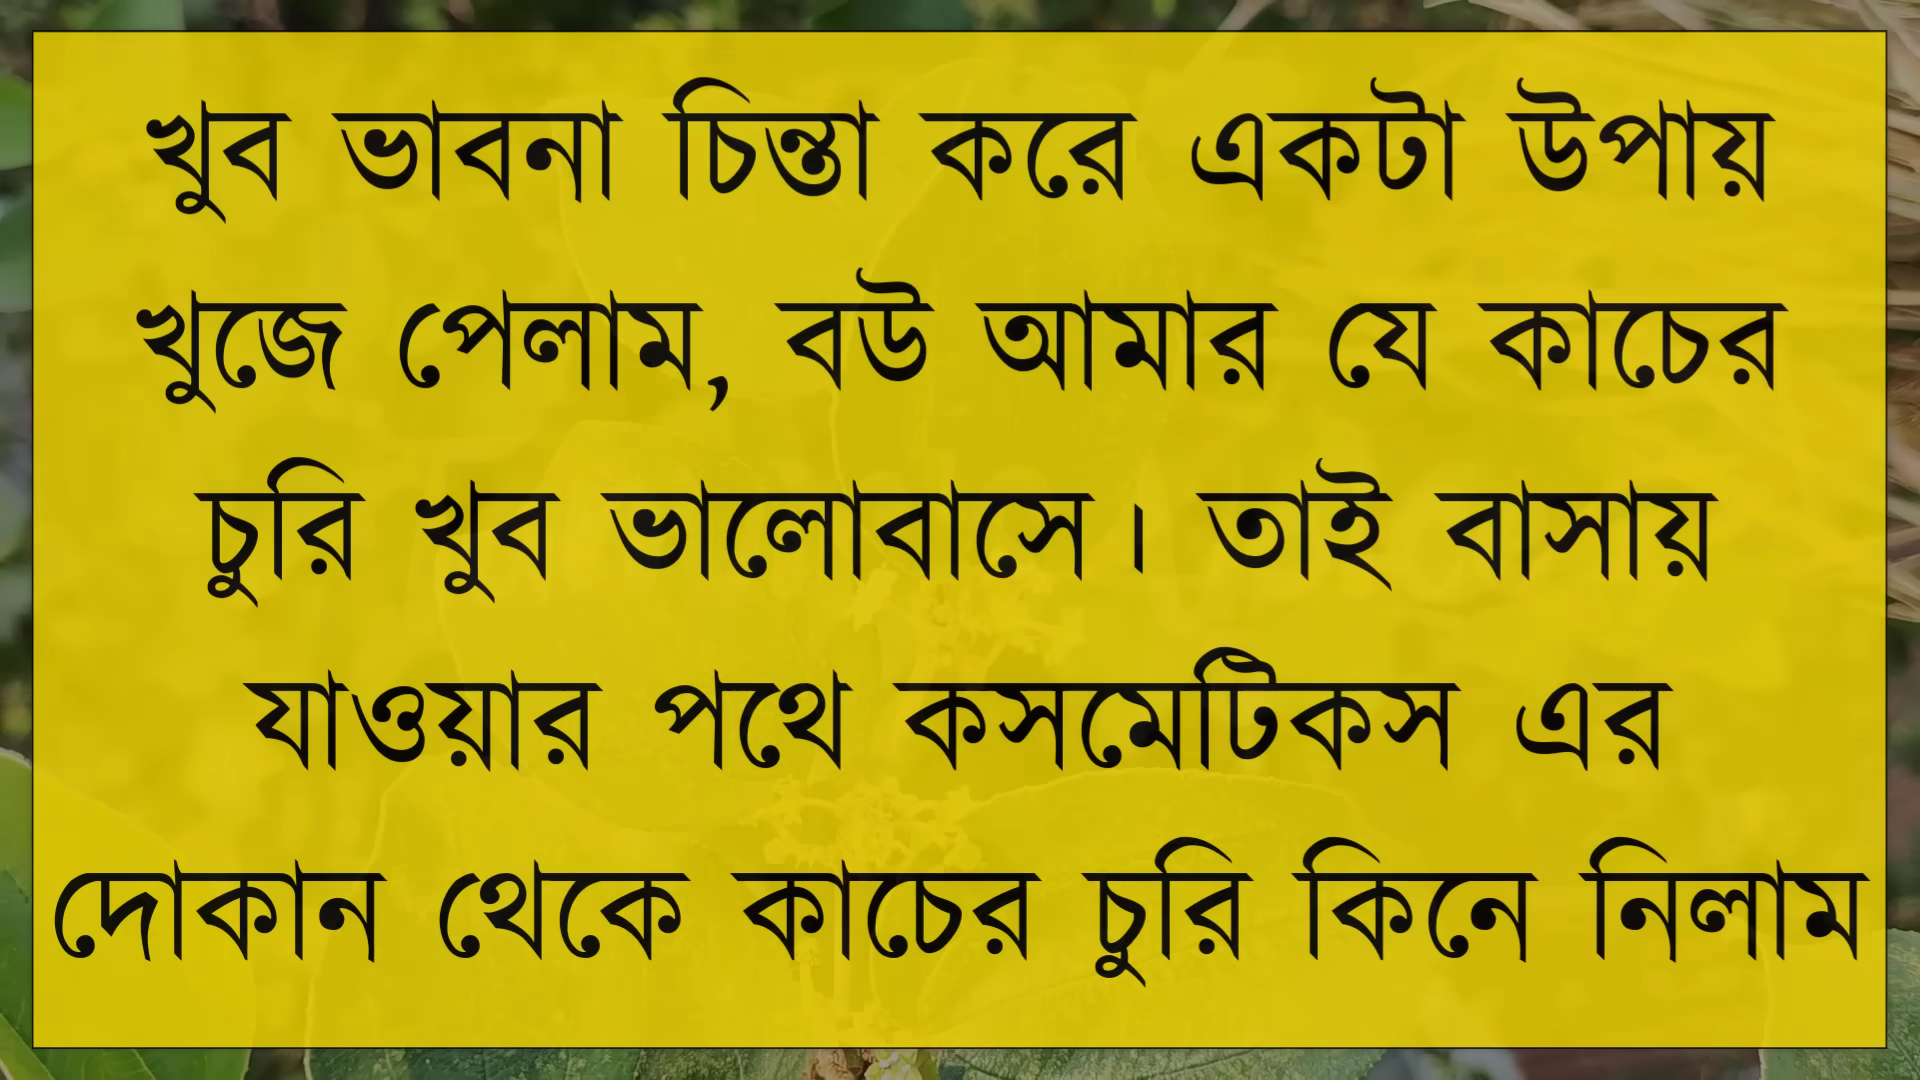 খুব ভাবনা চিন্তা করে একটা উপায়
খুজে পেলাম, বউ আমার যে কাচের
চুরি খুব ভালোবাসে। তাই বাসায়
যাওয়ার পথে কসমেটিকস এর
দোকান থেকে কাচের চুরি কিনে নিলাম